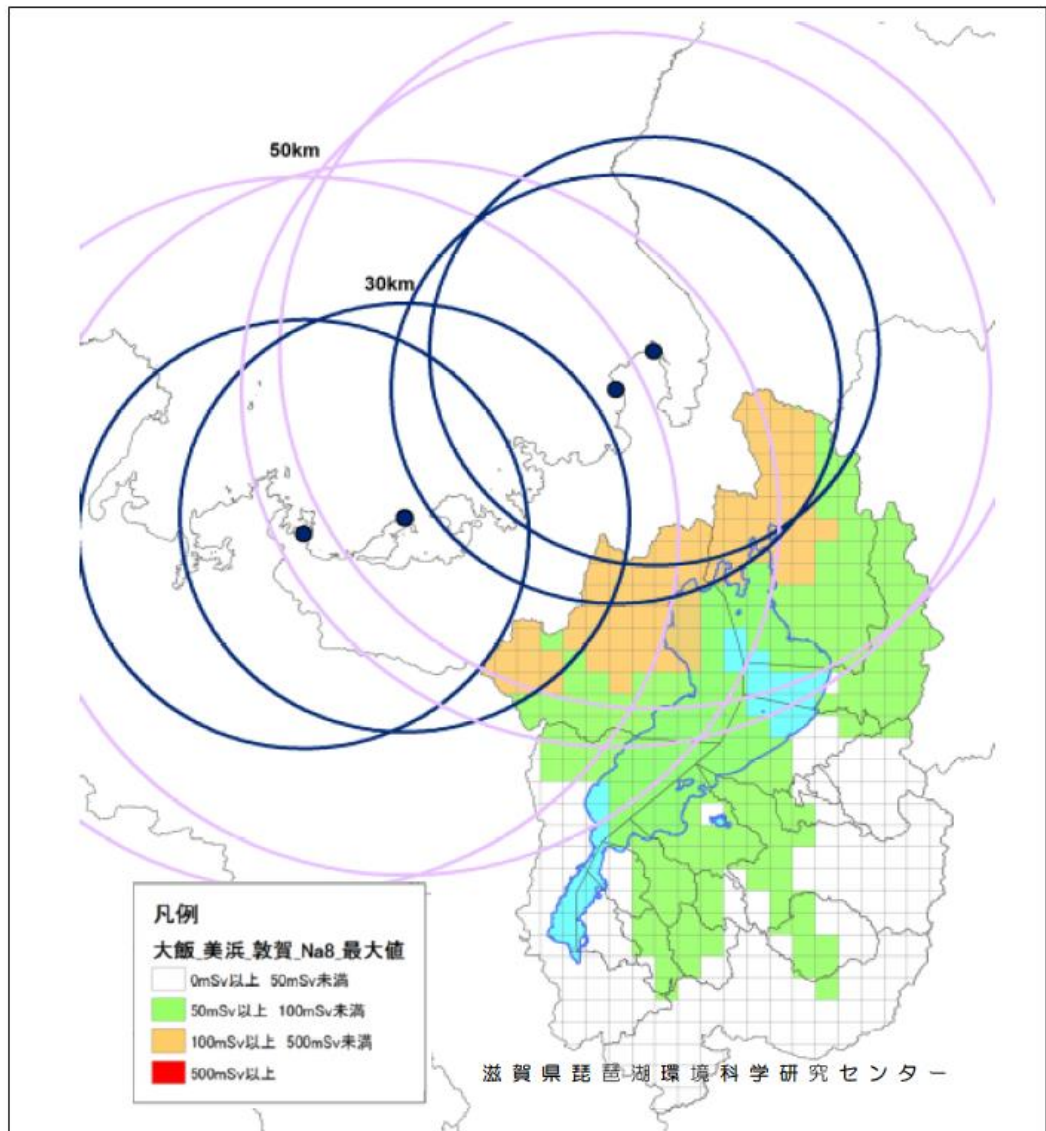 50km
30km
凡例
大飯_美浜_敦賀_Na8_最大値
0mSv以上 50mSv未満
50mSv以上 100mSv未満
100mSv以上 500mSv未満
500mSv以上
滋賀県琵琶湖環境科学研究センター